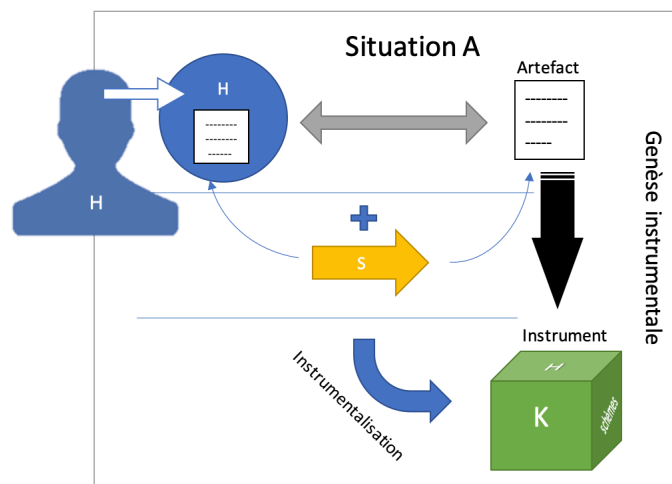 Situation A
Artefact
H
--------
-------
------
---------
---------
-----
H
S
Genèse instrumentale
Instrument
Instrumentalisation
H
K
schèmes